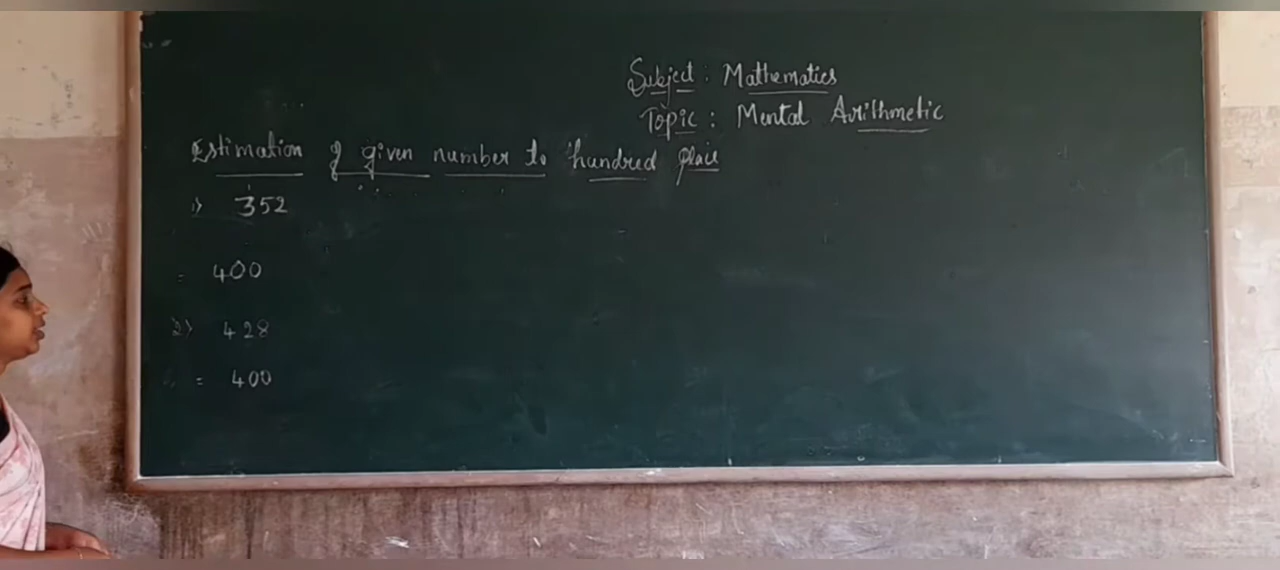 Subject : Mathematics
Topic : Mental Arithmetic
Estimation of given number to hundred place
1) 352
= 400
2) 428
= 400